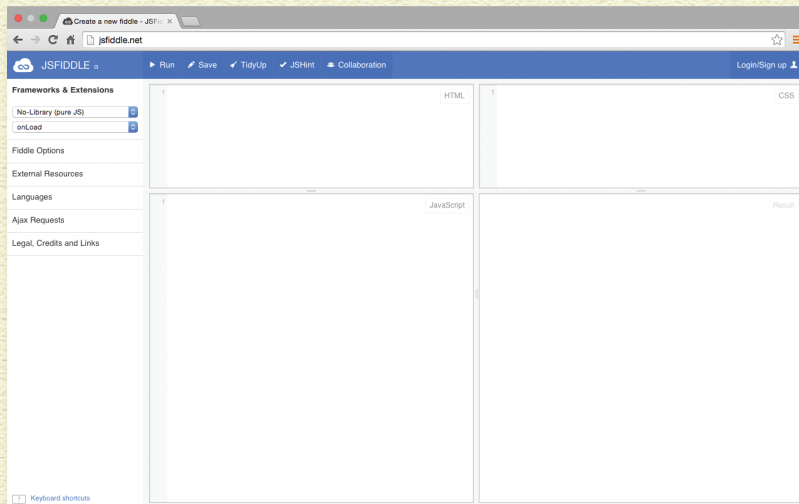 Create a new fiddle - JSFid
jsfiddle.net
JSFIDDLE α
Run Save TidyUp JSHint Collaboration Login/Sign up
Frameworks & Extensions
No-Library (pure JS)
onLoad
Fiddle Options
External Resources
Languages
Ajax Requests
Legal, Credits and Links
1 HTML
1 CSS
1 JavaScript
Result
? Keyboard shortcuts